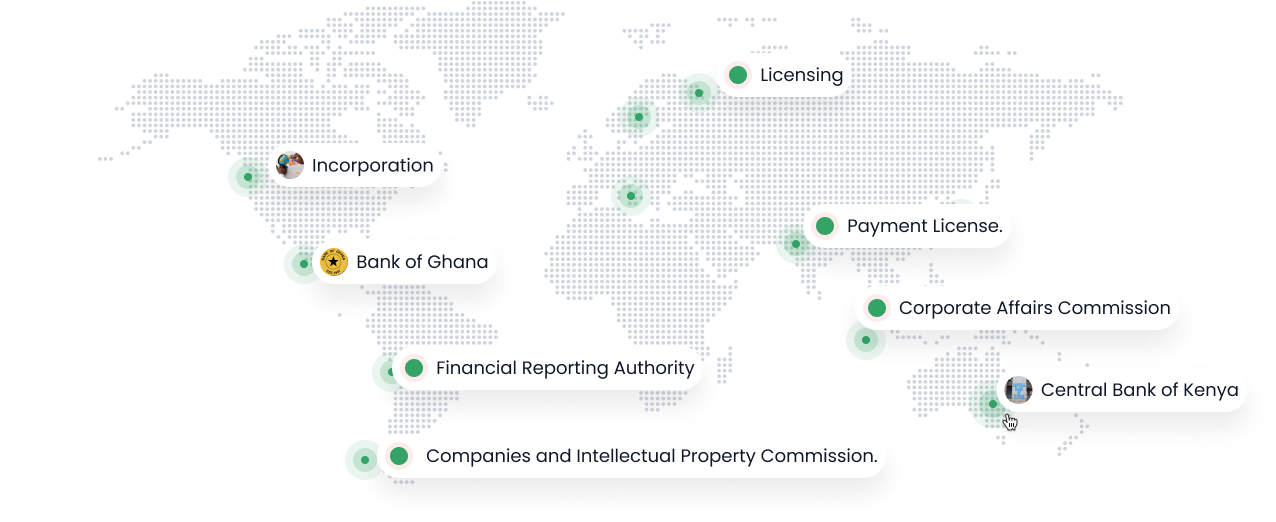 Licensing
Incorporation
Payment License.
Bank of Ghana
Corporate Affairs Commission
Financial Reporting Authority
Central Bank of Kenya
Companies and Intellectual Property Commission.